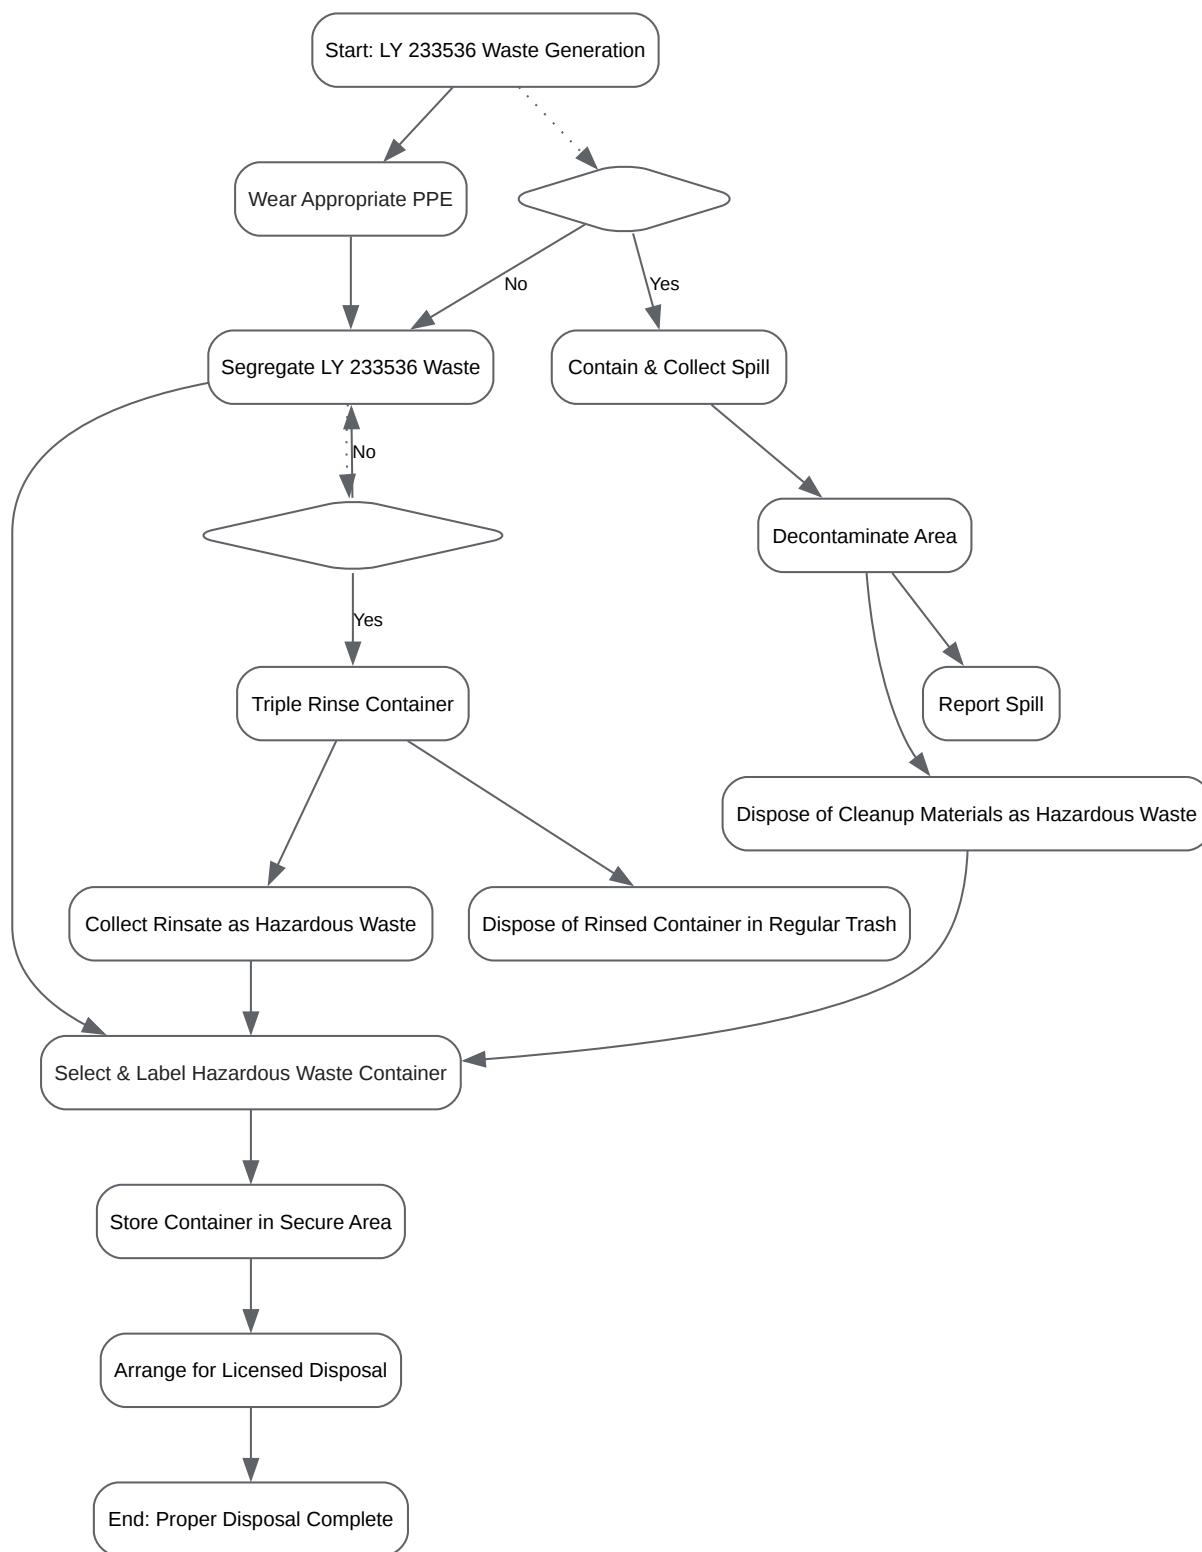 Start: LY 233536 Waste Generation
Wear Appropriate PPE
No
Yes
Segregate LY 233536 Waste
Contain & Collect Spill
No
Decontaminate Area
Yes
Triple Rinse Container
Report Spill
Dispose of Cleanup Materials as Hazardous Waste
Collect Rinsate as Hazardous Waste
Dispose of Rinsed Container in Regular Trash
Select & Label Hazardous Waste Container
Store Container in Secure Area
Arrange for Licensed Disposal
End: Proper Disposal Complete